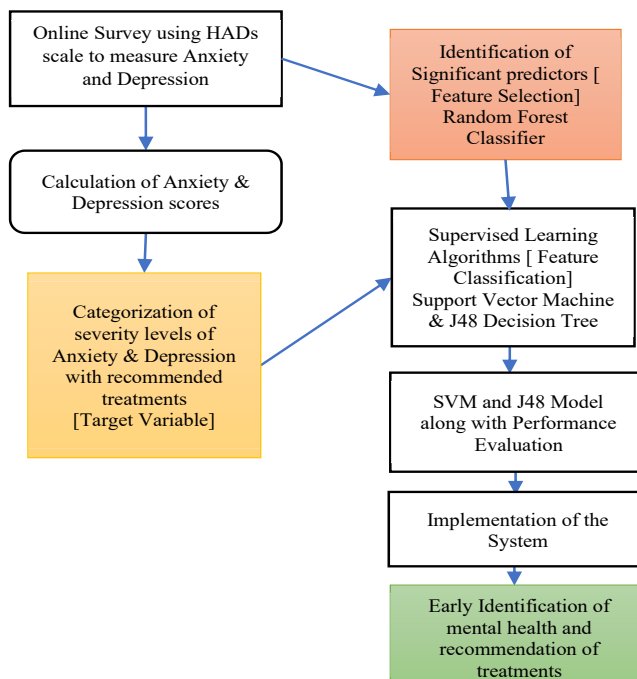 Online Survey using HADs
scale to measure Anxiety
and Depression
Identification of
Significant predictors [
Feature Selection]
Random Forest
Classifier
Calculation of Anxiety &
Depression scores
Supervised Learning
Algorithms [ Feature
Classification]
Support Vector Machine
& J48 Decision Tree
Categorization of
severity levels of
Anxiety & Depression
with recommended
treatments
[Target Variable]
SVM and J48 Model
along with Performance
Evaluation
Implementation of the
System
Early Identification of
mental health and
recommendation of
treatments